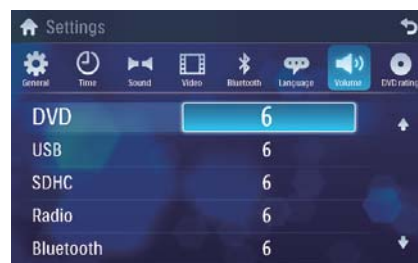 Settings
General Time Sound Video Bluetooth Language Volume DVD rating
DVD 6
USB 6
SDHC 6
Radio 6
Bluetooth 6